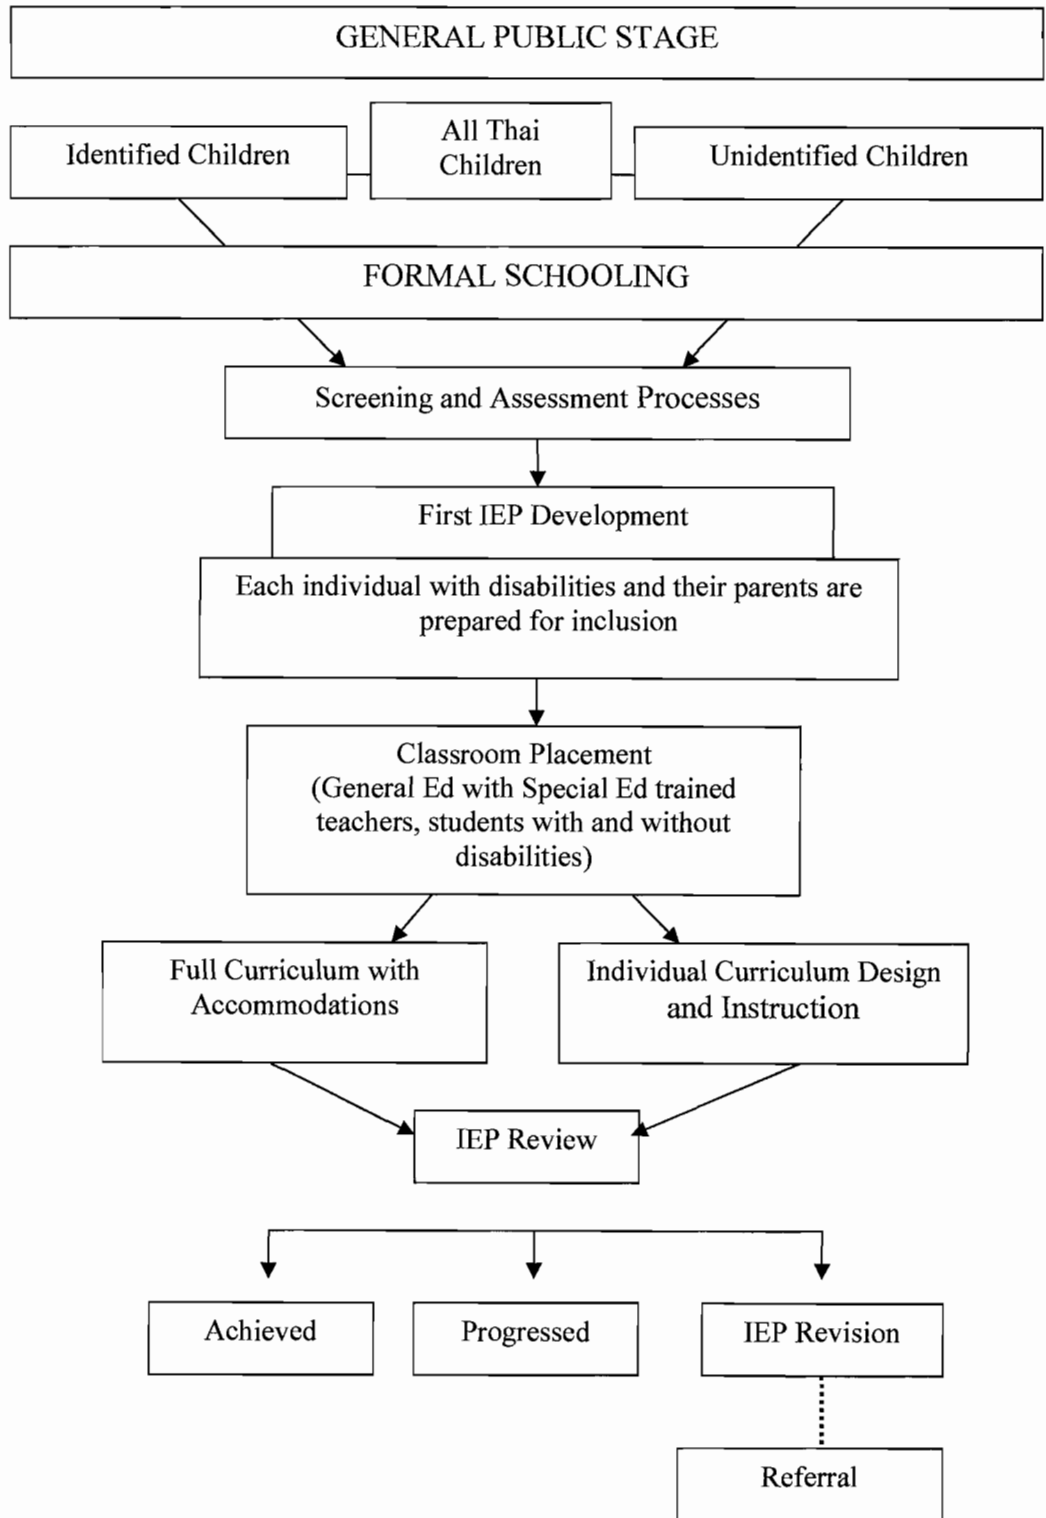 GENERAL PUBLIC STAGE
Identified Children
All Thai
Children
Unidentified Children
FORMAL SCHOOLING
Screening and Assessment Processes
First IEP Development
Each individual with disabilities and their parents are
prepared for inclusion
Classroom Placement
(General Ed with Special Ed trained
teachers, students with and without
disabilities)
Full Curriculum with
Accommodations
Individual Curriculum Design
and Instruction
IEP Review
Achieved
Progressed
IEP Revision
Referral